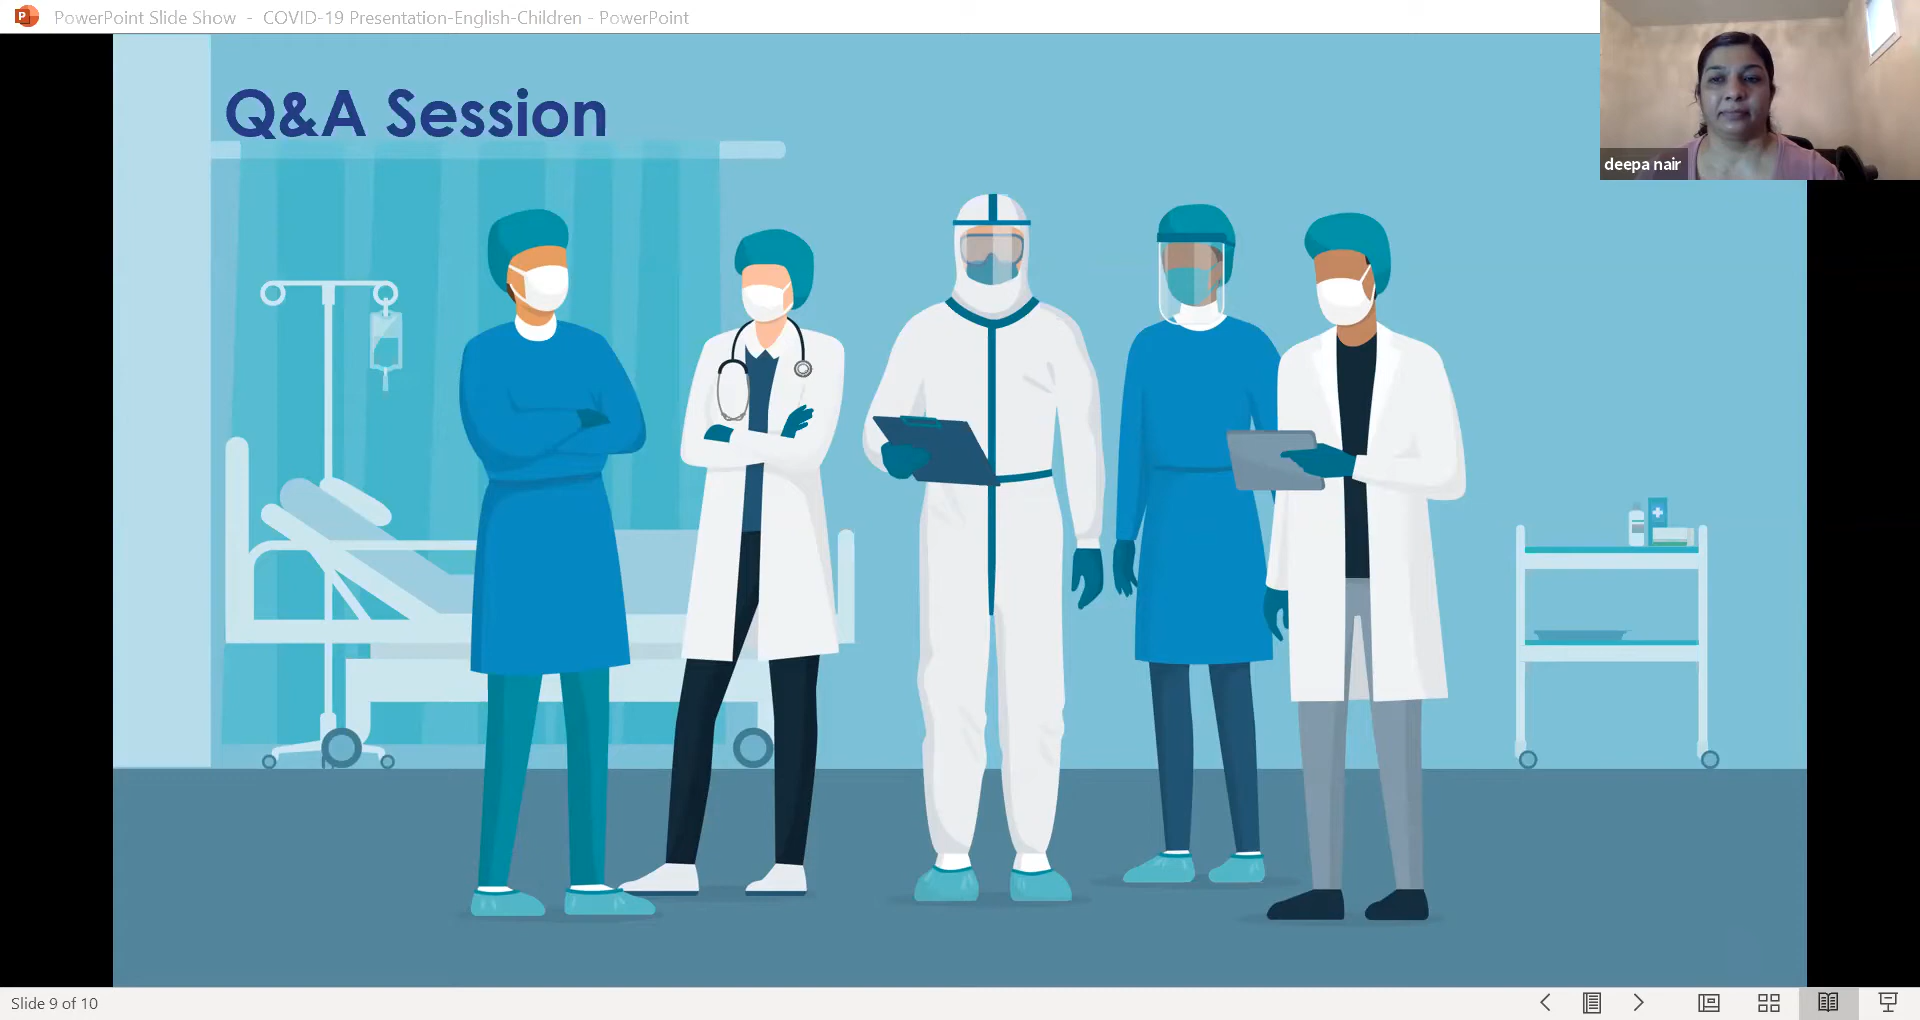 PowerPoint Slide Show - COVID-19 Presentation-English-Children - PowerPoint
Q&A Session
deepa nair
Slide 9 of 10